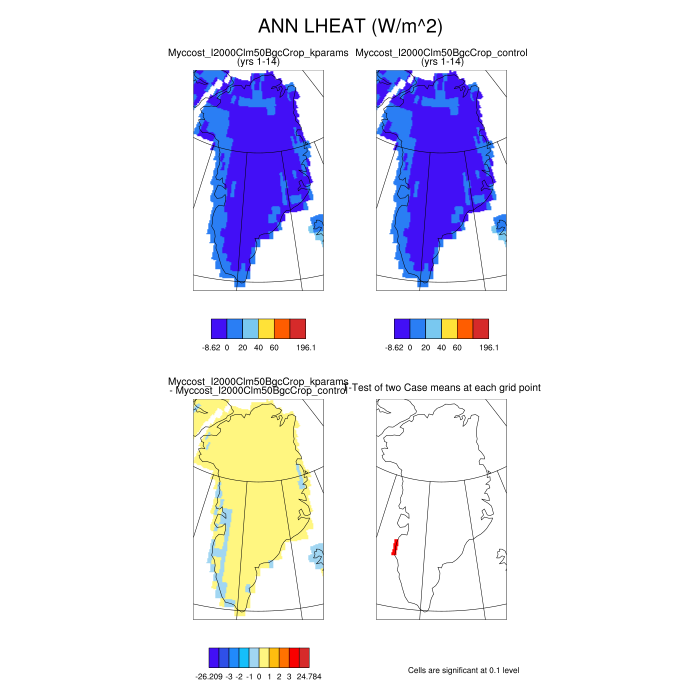 ANN LHEAT (W/m^2)
Myccost_I2000Clm50BgcCrop_kparams
(yrs 1-14)
Myccost_I2000Clm50BgcCrop_control
(yrs 1-14)
-8.62 0 20 40 60 196.1
-8.62 0 20 40 60 196.1
Myccost_I2000Clm50BgcCrop_kparams
- Myccost_I2000Clm50BgcCrop_control
T-Test of two Case means at each grid point
-26.209 -3 -2 -1 0 1 2 3 24.784
Cells are significant at 0.1 level